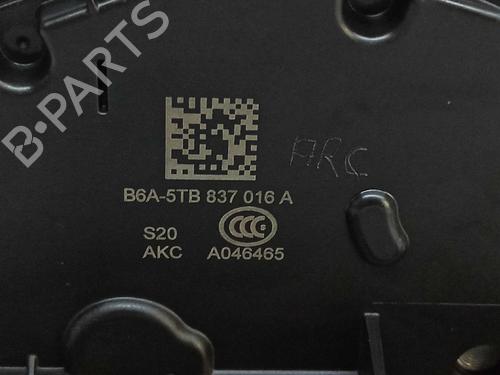 B·PARTS
ARC
B6A-5TB 837 016 A
S20
CCC
AKC A046465